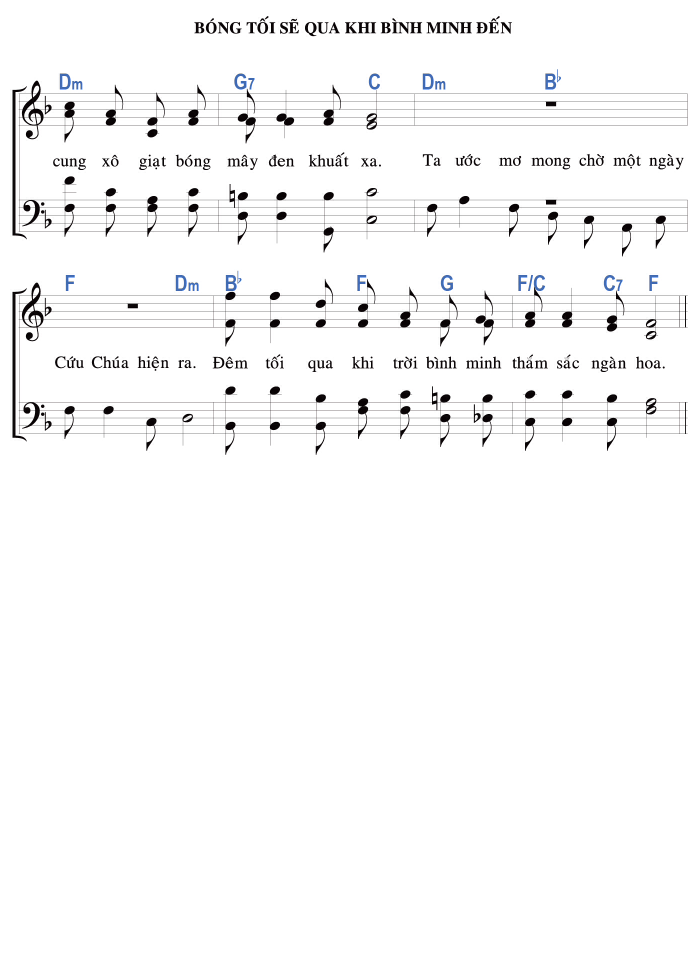 BÓNG TỐI SẼ QUA KHI BÌNH MINH ĐẾN
Dm G7 C Dm B♭
cung xô giạt bóng mây đen khuất xa. Ta ước mơ mong chờ một ngày
F Dm B♭ F G F/C C7 F
Cứu Chúa hiện ra. Đêm tối qua khi trời bình minh thắm sắc ngàn hoa.